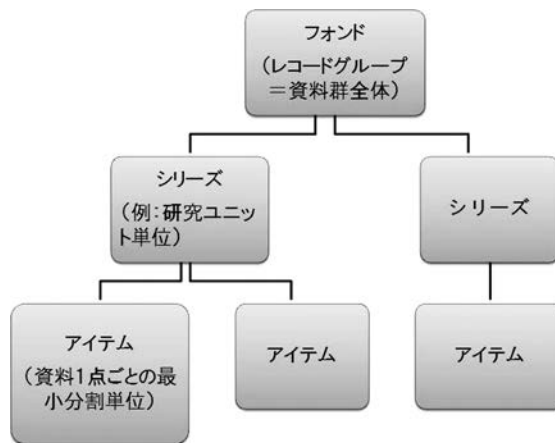 フォンド
（レコードグループ
＝資料群全体）
シリーズ
（例：研究ユニッ
ト単位）
シリーズ
アイテム
（資料1点ごとの最
小分割単位）
アイテム
アイテム